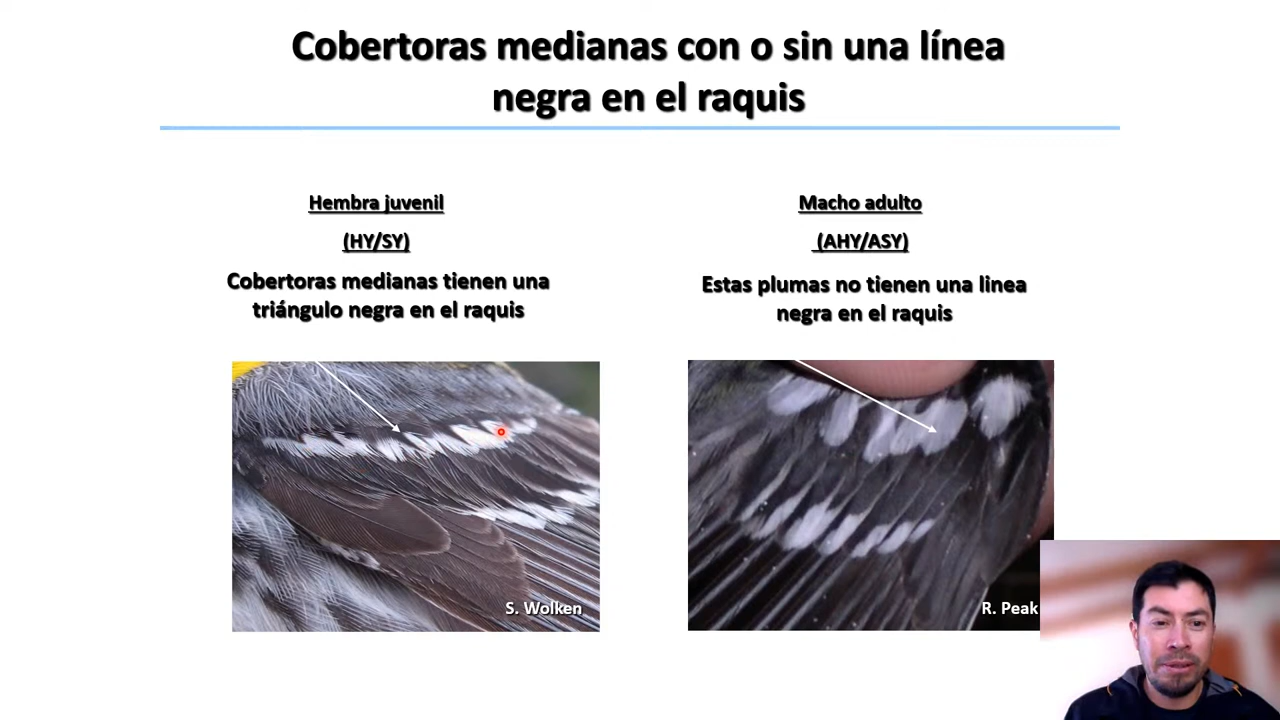 Cobertoras medianas con o sin una línea
negra en el raquis
Hembra juvenil
(HY/SY)
Cobertoras medianas tienen una
triángulo negra en el raquis
Macho adulto
(AHY/ASY)
Estas plumas no tienen una linea
negra en el raquis
S. Wolken
R. Peak